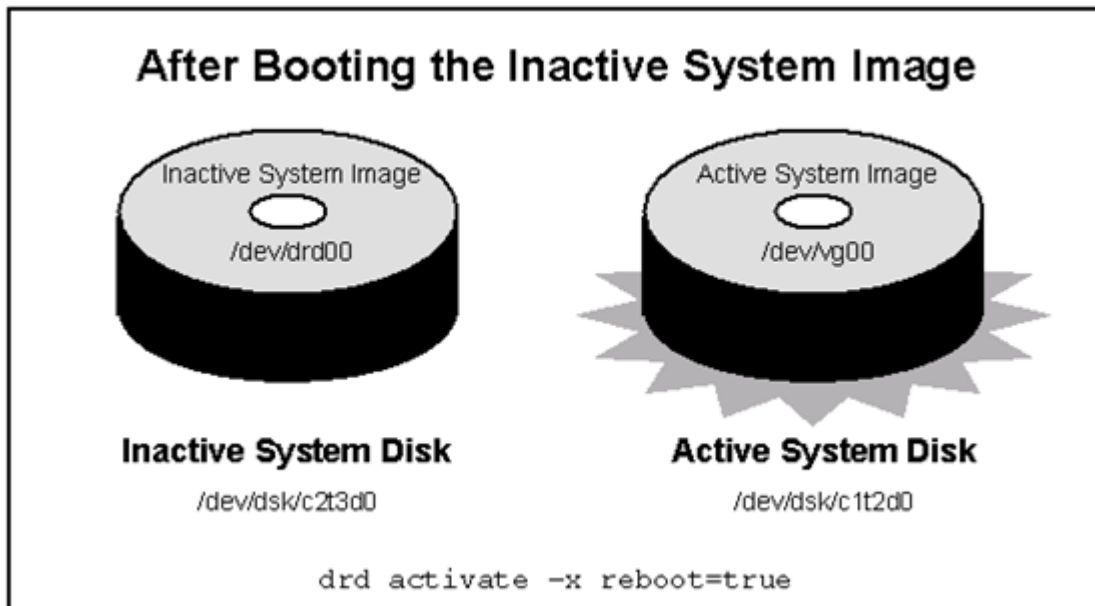 After Booting the Inactive System Image
Inactive System Image
/dev/drd00
Active System Image
/dev/vg00
Inactive System Disk
/dev/dsk/c2t3d0
Active System Disk
/dev/dsk/c1t2d0
drd activate -x reboot=true